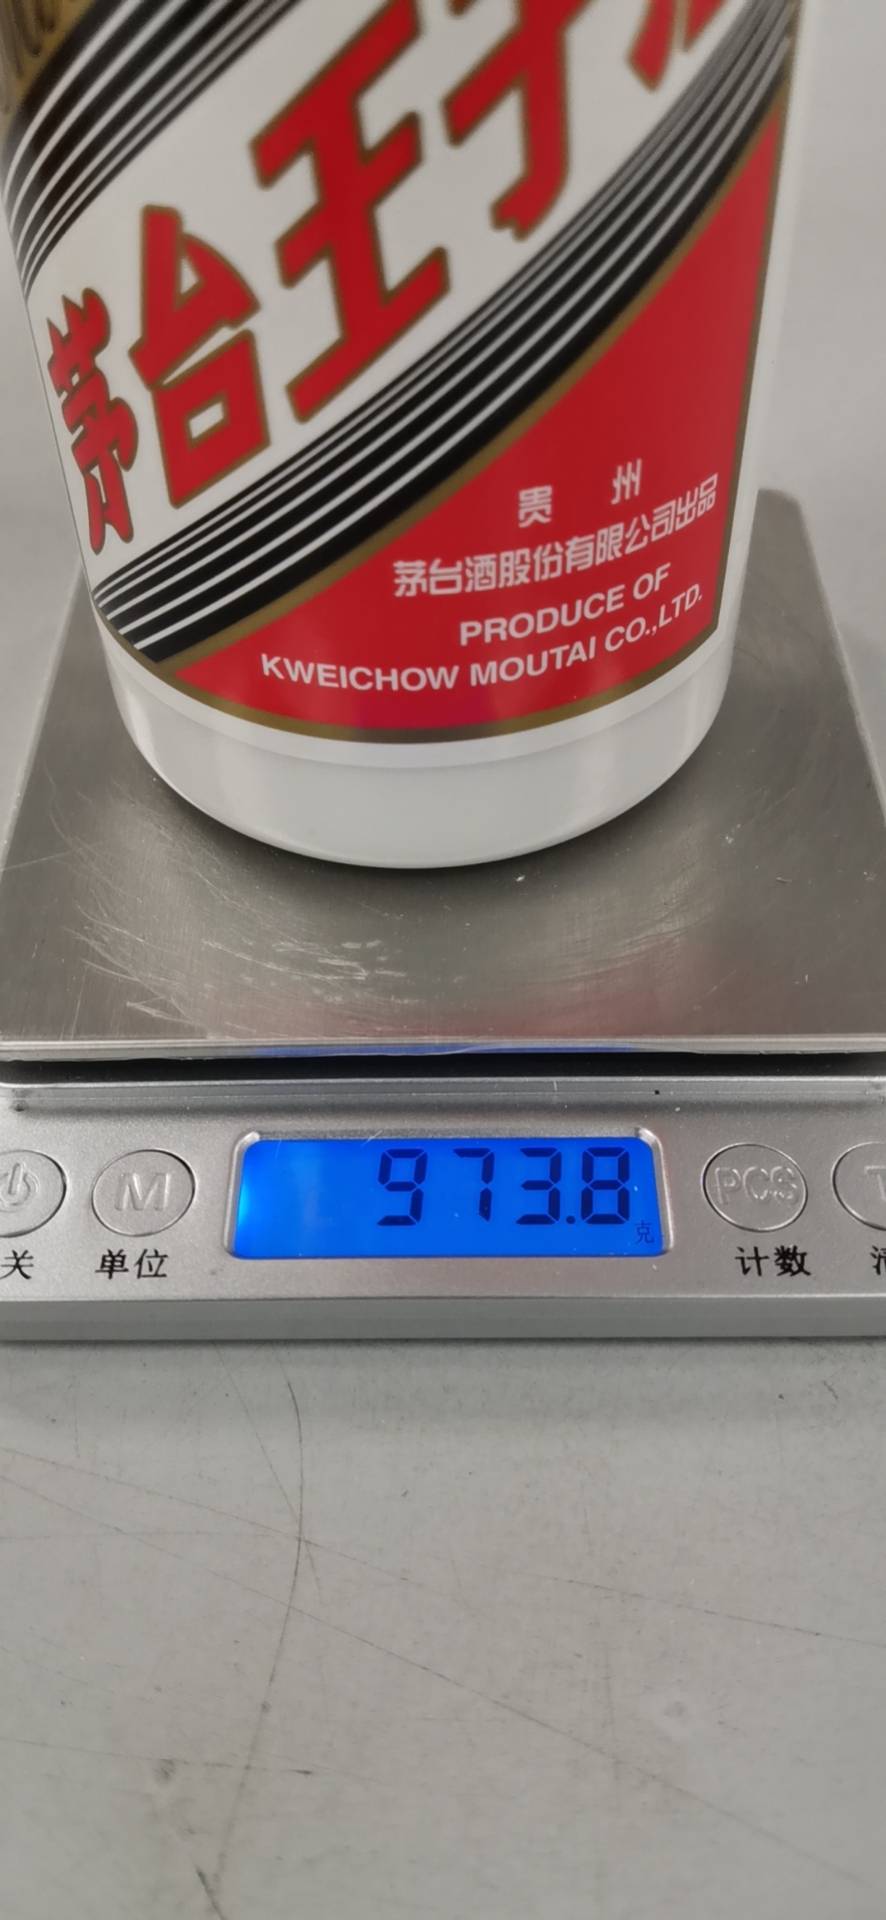 茅台王子
贵州
茅台酒股份有限公司出品
PRODUCE OF
KWEICHOW MOUTAI CO.,LTD.
973.8
克
M
PCS
T
关
单位
计数